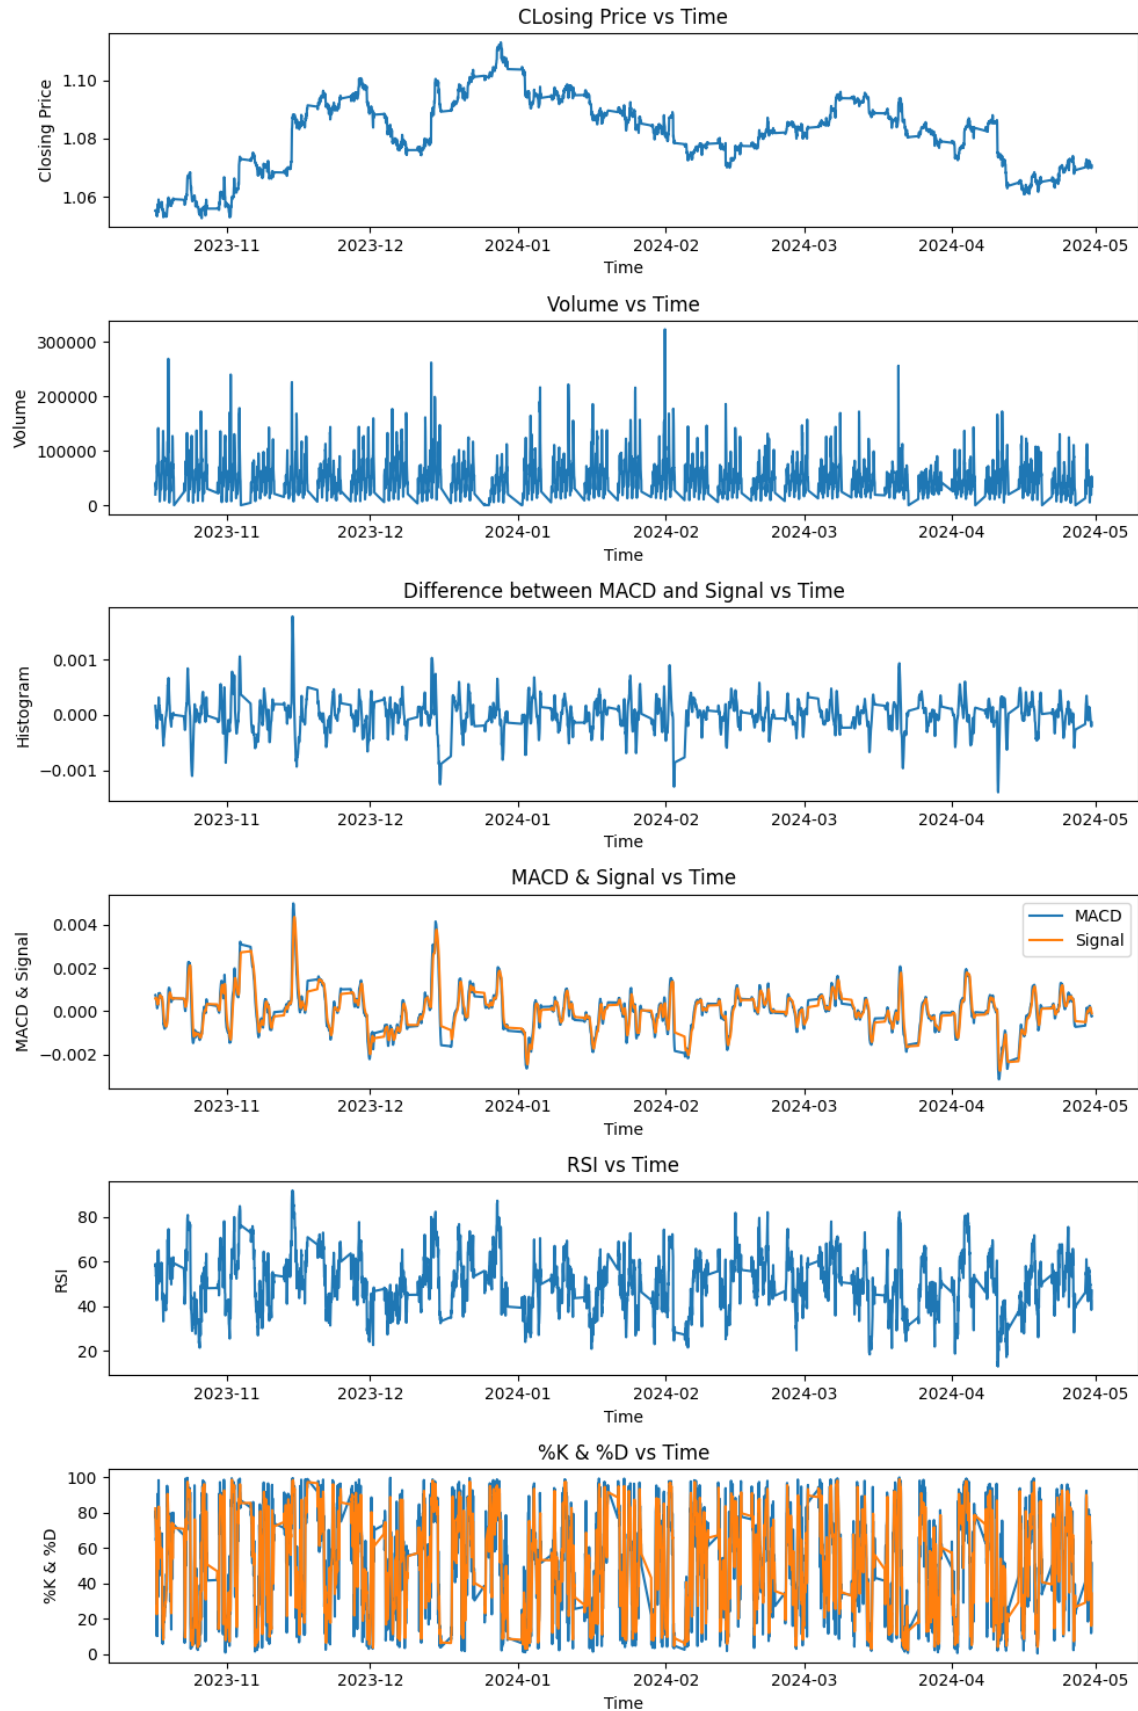 CLosing Price vs Time
Closing Price
1.10
1.08
1.06
2023-11 2023-12 2024-01 2024-02 2024-03 2024-04 2024-05
Time
Volume vs Time
Volume
300000
200000
100000
0
2023-11 2023-12 2024-01 2024-02 2024-03 2024-04 2024-05
Time
Difference between MACD and Signal vs Time
Histogram
0.001
0.000
−0.001
2023-11 2023-12 2024-01 2024-02 2024-03 2024-04 2024-05
Time
MACD & Signal vs Time
MACD & Signal
0.004
0.002
0.000
−0.002
MACD
Signal
2023-11 2023-12 2024-01 2024-02 2024-03 2024-04 2024-05
Time
RSI vs Time
RSI
80
60
40
20
2023-11 2023-12 2024-01 2024-02 2024-03 2024-04 2024-05
Time
%K & %D vs Time
%K & %D
100
80
60
40
20
0
2023-11 2023-12 2024-01 2024-02 2024-03 2024-04 2024-05
Time